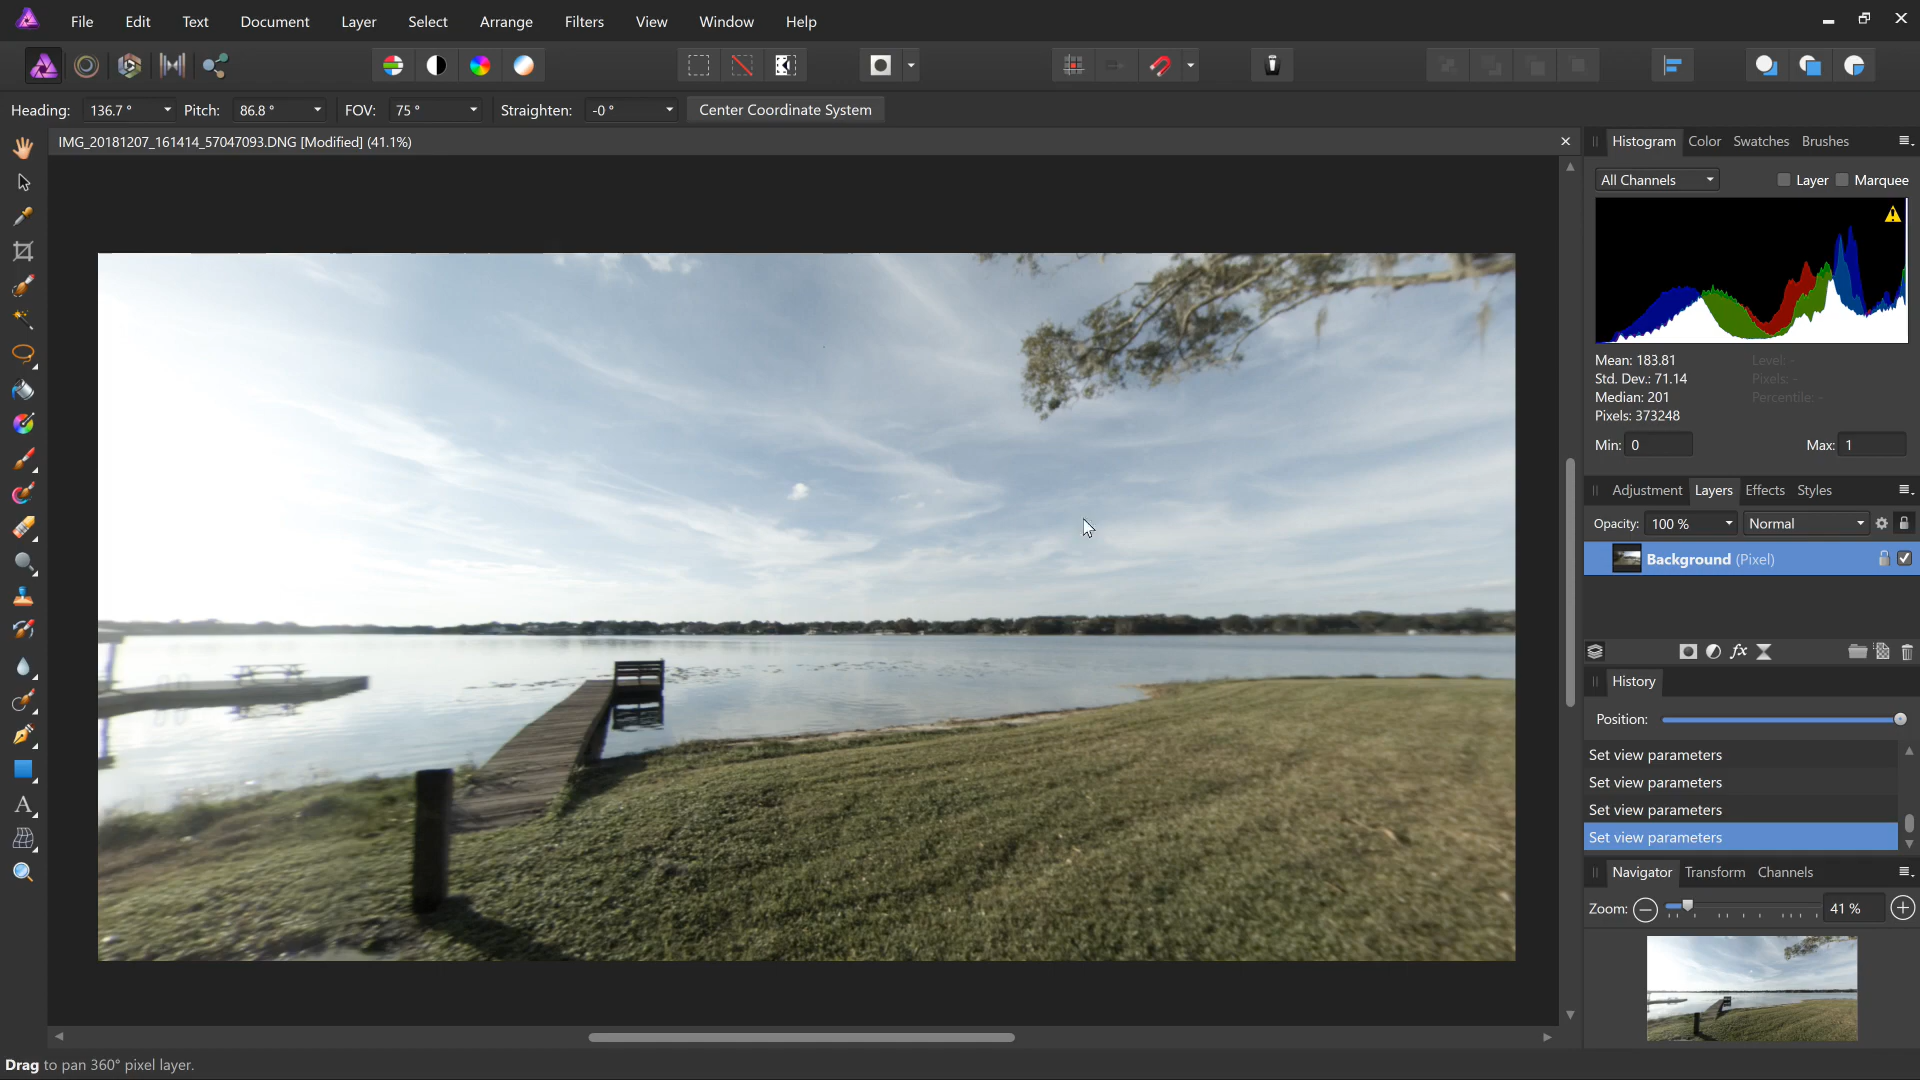 File Edit Text Document Layer Select Arrange Filters View Window Help
Heading: 136.7 ° Pitch: 86.8 ° FOV: 75 ° Straighten: -0 ° Center Coordinate System
IMG_20181207_161414_57047093.DNG [Modified] (41.1%)
Histogram Color Swatches Brushes
All Channels Layer Marquee
Mean: 183.81 Level: -
Std. Dev.: 71.14 Pixels: -
Median: 201 Percentile: -
Pixels: 373248
Min: 0 Max: 1
Adjustment Layers Effects Styles
Opacity: 100 % Normal
Background (Pixel)
fx
History
Position:
Set view parameters
Set view parameters
Set view parameters
Set view parameters
Navigator Transform Channels
Zoom: 41 %
Drag to pan 360° pixel layer.